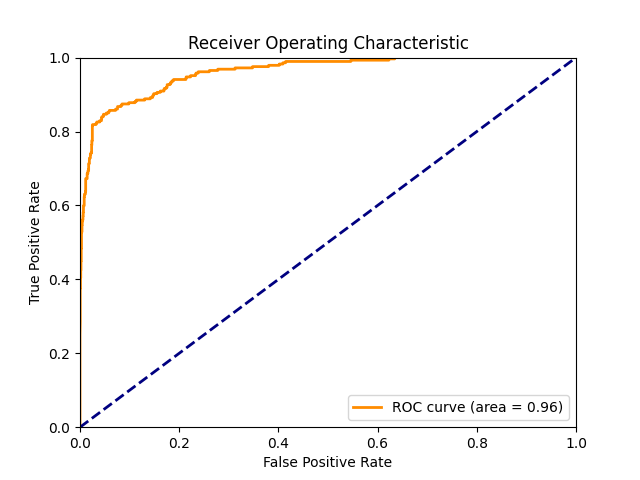 Receiver Operating Characteristic
True Positive Rate
1.0
0.8
0.6
0.4
0.2
0.0
ROC curve (area = 0.96)
0.0 0.2 0.4 0.6 0.8 1.0
False Positive Rate